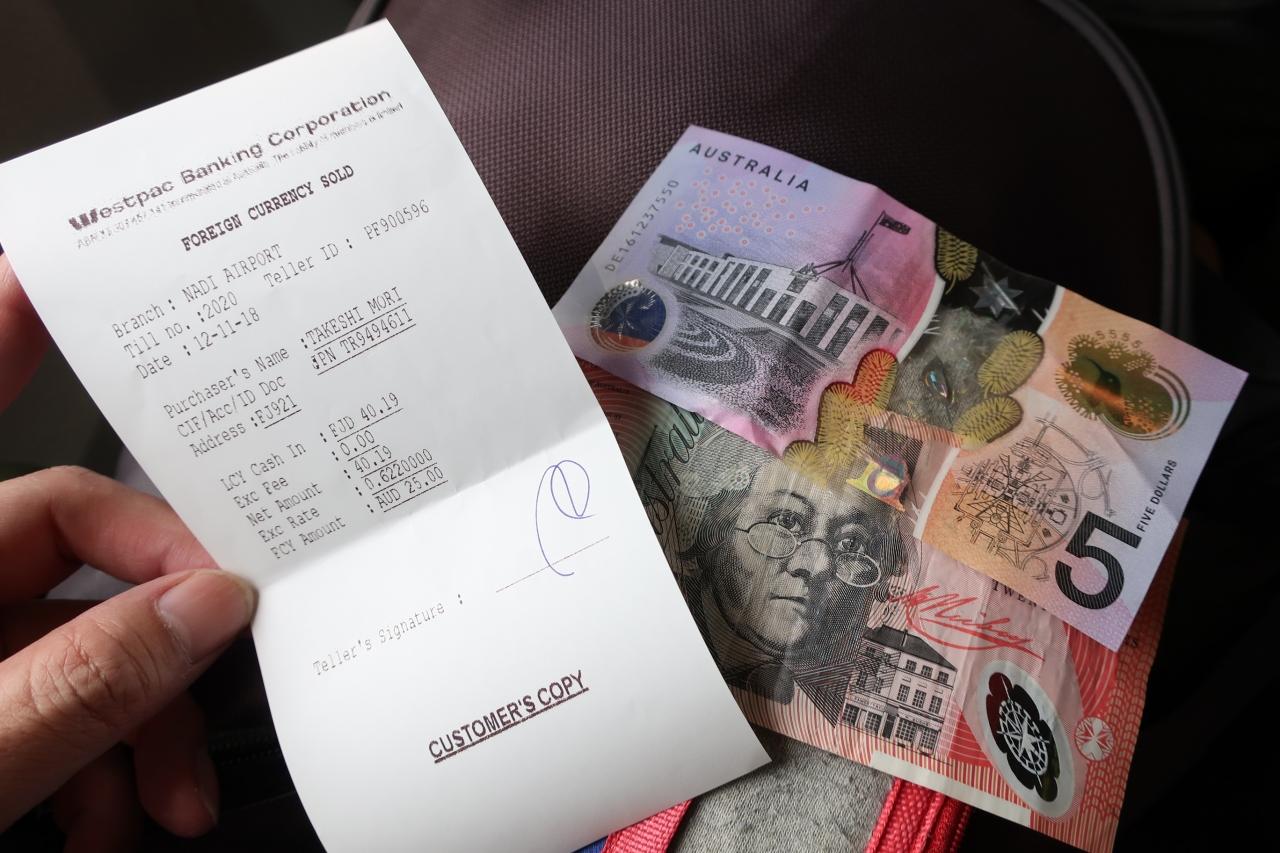 Westpac Banking Corporation
FOREIGN CURRENCY SOLD
Branch : NADI AIRPORT
Till no. :2020 Teller ID : PF900596
Date :12-11-18
Purchaser's Name :TAKESHI MORI
CIF/Acc/ID Doc :PN TR9494611
Address :FJ921
LCY Cash In : FJD 40.19
Exc Fee : 0.00
Net Amount : 40.19
Exc Rate : 0.6220000
FCY Amount : AUD 25.00
Teller's Signature :
CUSTOMER'S COPY
AUSTRALIA
DE161237550
5
FIVE DOLLARS